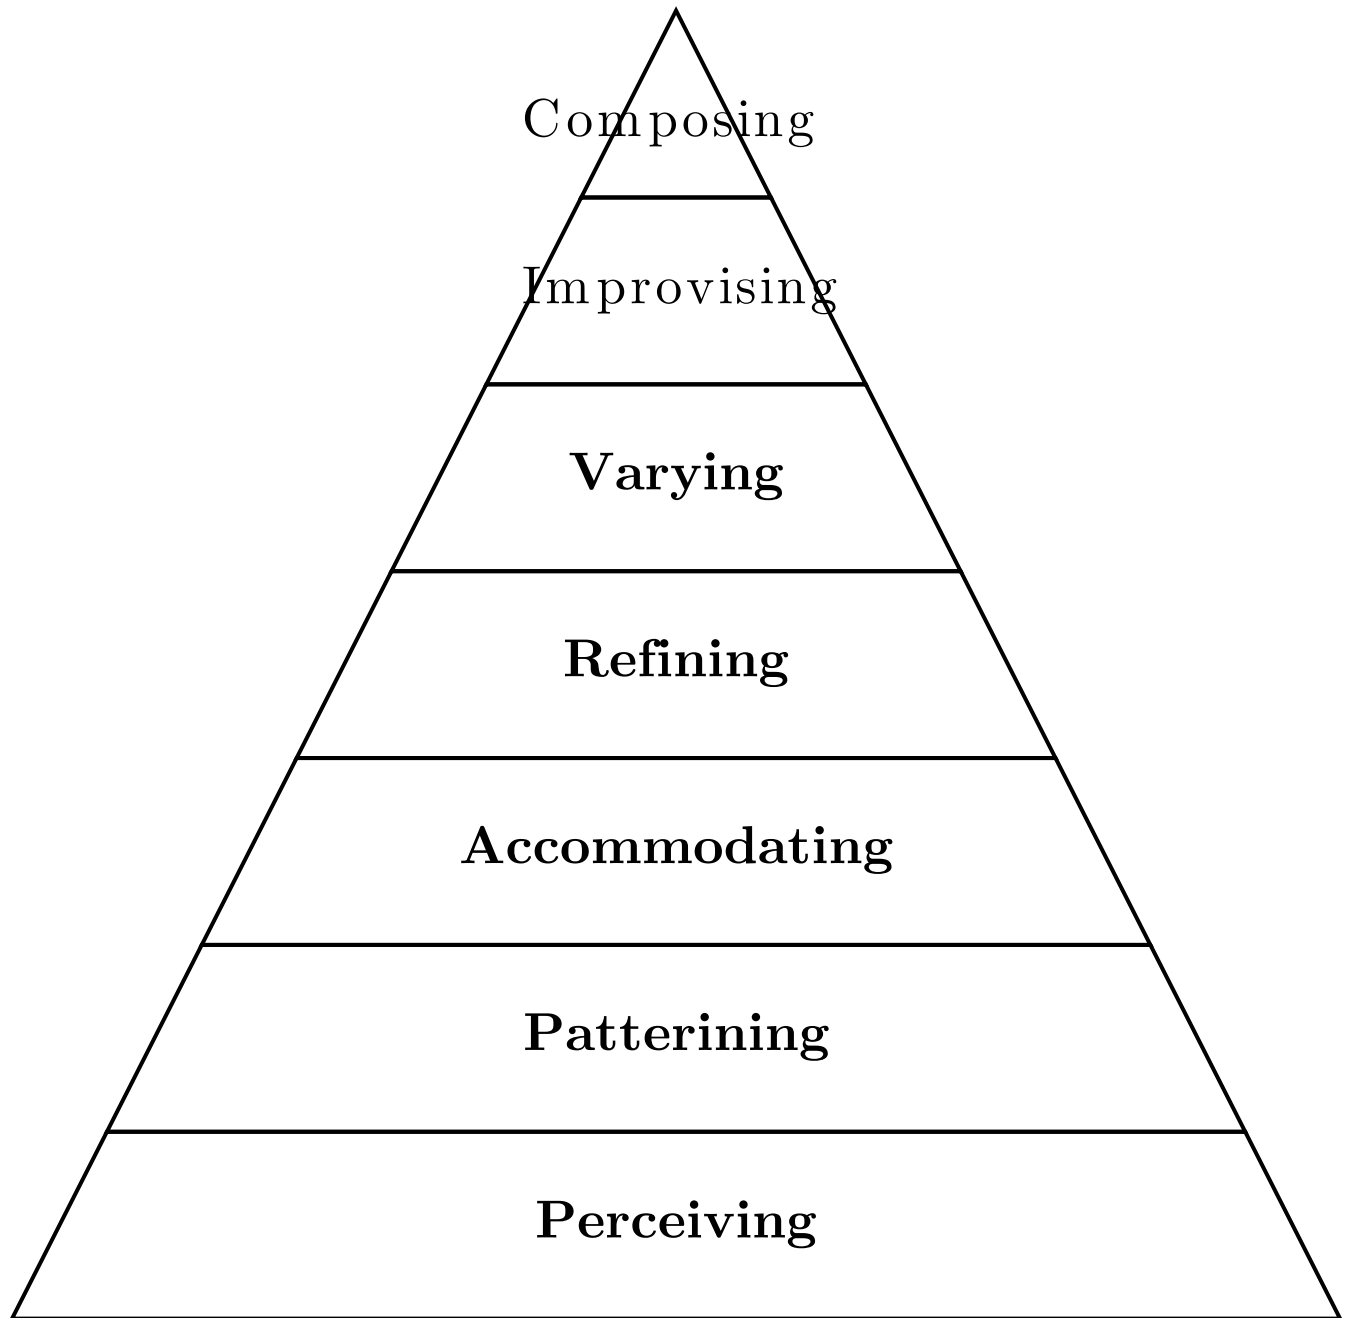 Composing
Improvising
Varying
Refining
Accommodating
Patterining
Perceiving